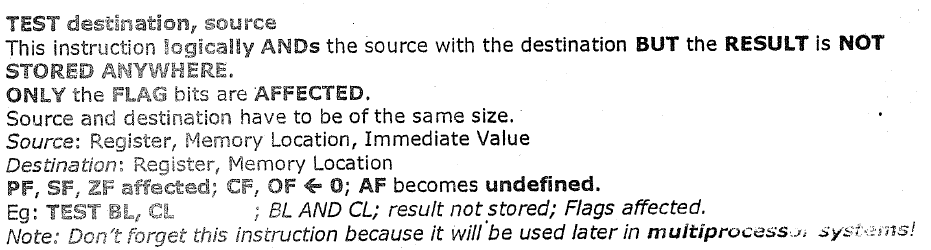 TEST destination, source
This instruction logically ANDs the source with the destination BUT the RESULT is NOT
STORED ANYWHERE.
ONLY the FLAG bits are AFFECTED.
Source and destination have to be of the same size.
Source: Register, Memory Location, Immediate Value
Destination: Register, Memory Location
PF, SF, ZF affected; CF, OF ← 0; AF becomes undefined.
Eg: TEST BL, CL ; BL AND CL; result not stored; Flags affected.
Note: Don't forget this instruction because it will be used later in multiprocessor systems!